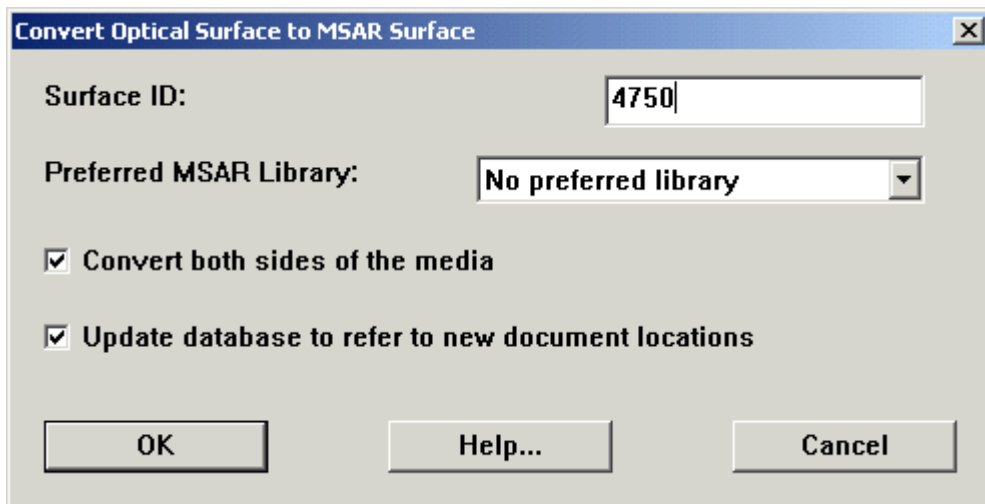 Convert Optical Surface to MSAR Surface
Surface ID: 4750
Preferred MSAR Library: No preferred library
Convert both sides of the media
Update database to refer to new document locations
OK Help... Cancel